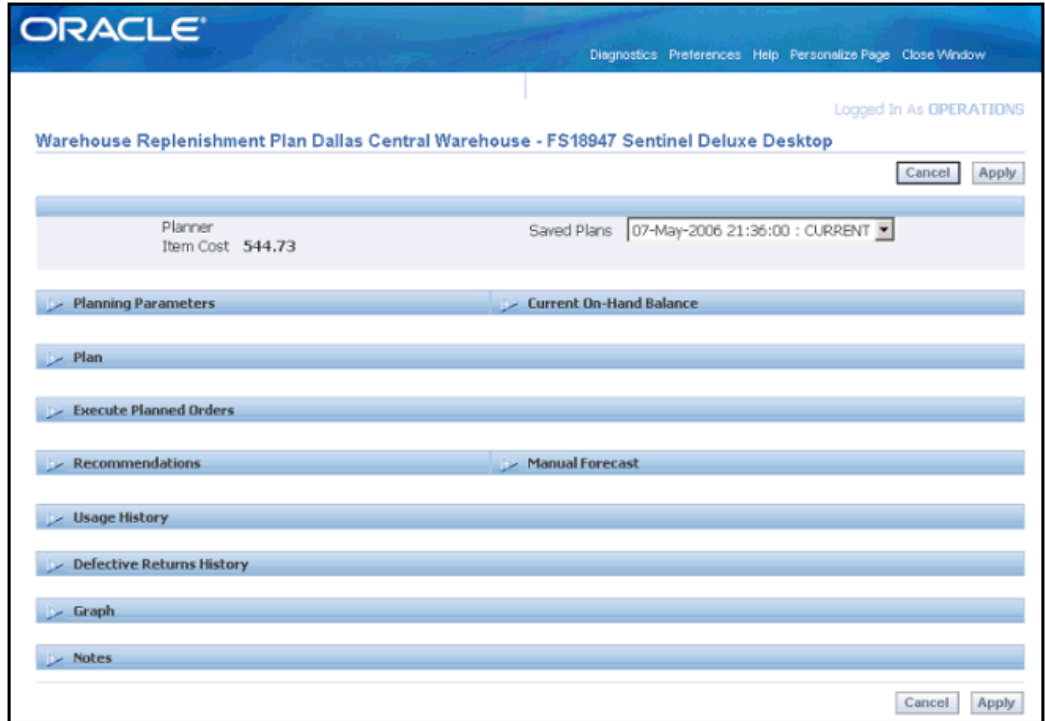 ORACLE
Diagnostics Preferences Help Personalize Page Close Window
Logged In As OPERATIONS
Warehouse Replenishment Plan Dallas Central Warehouse - FS18947 Sentinel Deluxe Desktop
Cancel Apply
Planner
Item Cost 544.73
Saved Plans 07-May-2006 21:36:00 : CURRENT
Planning Parameters Current On-Hand Balance
Plan
Execute Planned Orders
Recommendations Manual Forecast
Usage History
Defective Returns History
Graph
Notes
Cancel Apply